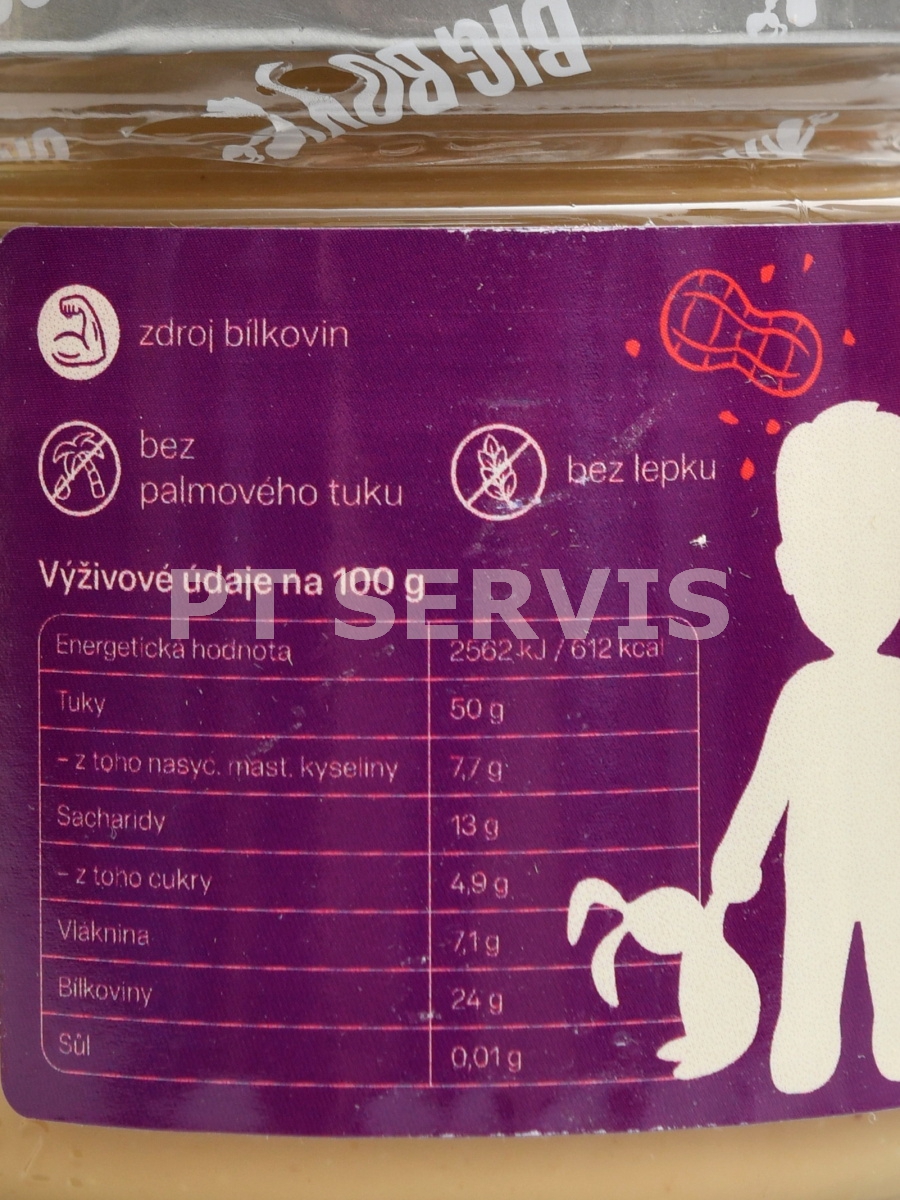 BIG BOY
zdroj bílkovin
bez
palmového tuku
bez lepku
Výživové údaje na 100 g
PT SERVIS
Energetická hodnota 2562 kJ / 612 kcal
Tuky 50 g
– z toho nasyc. mast. kyseliny 7,7 g
Sacharidy 13 g
– z toho cukry 4,9 g
Vláknina 7,1 g
Bílkoviny 24 g
Sůl 0,01 g